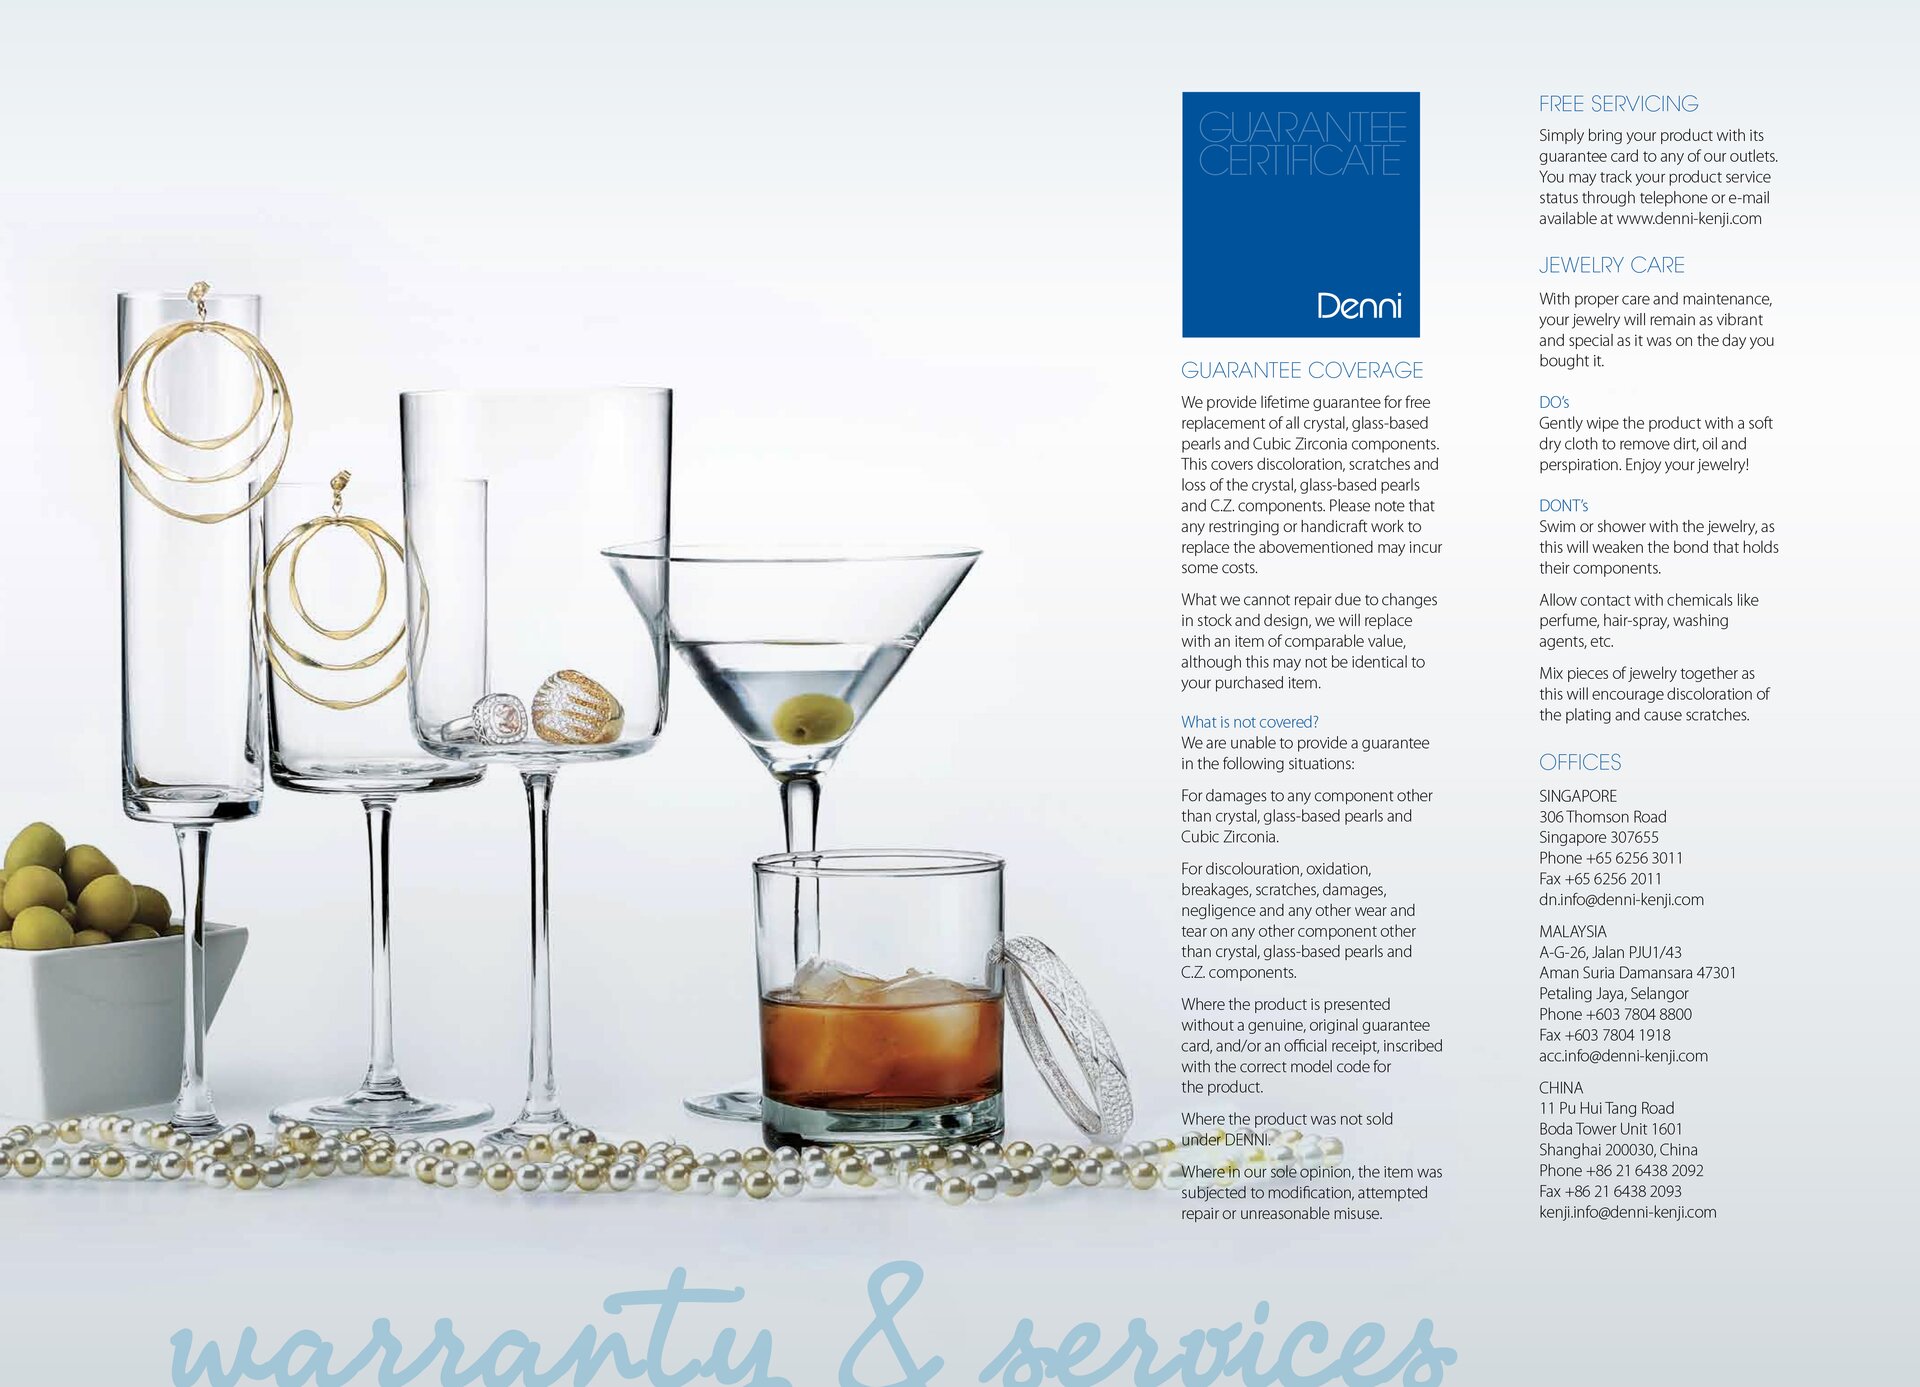 GUARANTEE
CERTIFICATE
Denni
GUARANTEE COVERAGE
We provide lifetime guarantee for free
replacement of all crystal, glass-based
pearls and Cubic Zirconia components.
This covers discoloration, scratches and
loss of the crystal, glass-based pearls
and C.Z. components. Please note that
any restringing or handicraft work to
replace the abovementioned may incur
some costs.
What we cannot repair due to changes
in stock and design, we will replace
with an item of comparable value,
although this may not be identical to
your purchased item.
What is not covered?
We are unable to provide a guarantee
in the following situations:
For damages to any component other
than crystal, glass-based pearls and
Cubic Zirconia.
For discolouration, oxidation,
breakages, scratches, damages,
negligence and any other wear and
tear on any other component other
than crystal, glass-based pearls and
C.Z. components.
Where the product is presented
without a genuine, original guarantee
card, and/or an official receipt, inscribed
with the correct model code for
the product.
Where the product was not sold
under DENNI.
Where in our sole opinion, the item was
subjected to modification, attempted
repair or unreasonable misuse.
FREE SERVICING
Simply bring your product with its
guarantee card to any of our outlets.
You may track your product service
status through telephone or e-mail
available at www.denni-kenji.com
JEWELRY CARE
With proper care and maintenance,
your jewelry will remain as vibrant
and special as it was on the day you
bought it.
DO's
Gently wipe the product with a soft
dry cloth to remove dirt, oil and
perspiration. Enjoy your jewelry!
DONT's
Swim or shower with the jewelry, as
this will weaken the bond that holds
their components.
Allow contact with chemicals like
perfume, hair-spray, washing
agents, etc.
Mix pieces of jewelry together as
this will encourage discoloration of
the plating and cause scratches.
OFFICES
SINGAPORE
306 Thomson Road
Singapore 307655
Phone +65 6256 3011
Fax +65 6256 2011
dn.info@denni-kenji.com
MALAYSIA
A-G-26, Jalan PJU1/43
Aman Suria Damansara 47301
Petaling Jaya, Selangor
Phone +603 7804 8800
Fax +603 7804 1918
acc.info@denni-kenji.com
CHINA
11 Pu Hui Tang Road
Boda Tower Unit 1601
Shanghai 200030, China
Phone +86 21 6438 2092
Fax +86 21 6438 2093
kenji.info@denni-kenji.com
warranty & services